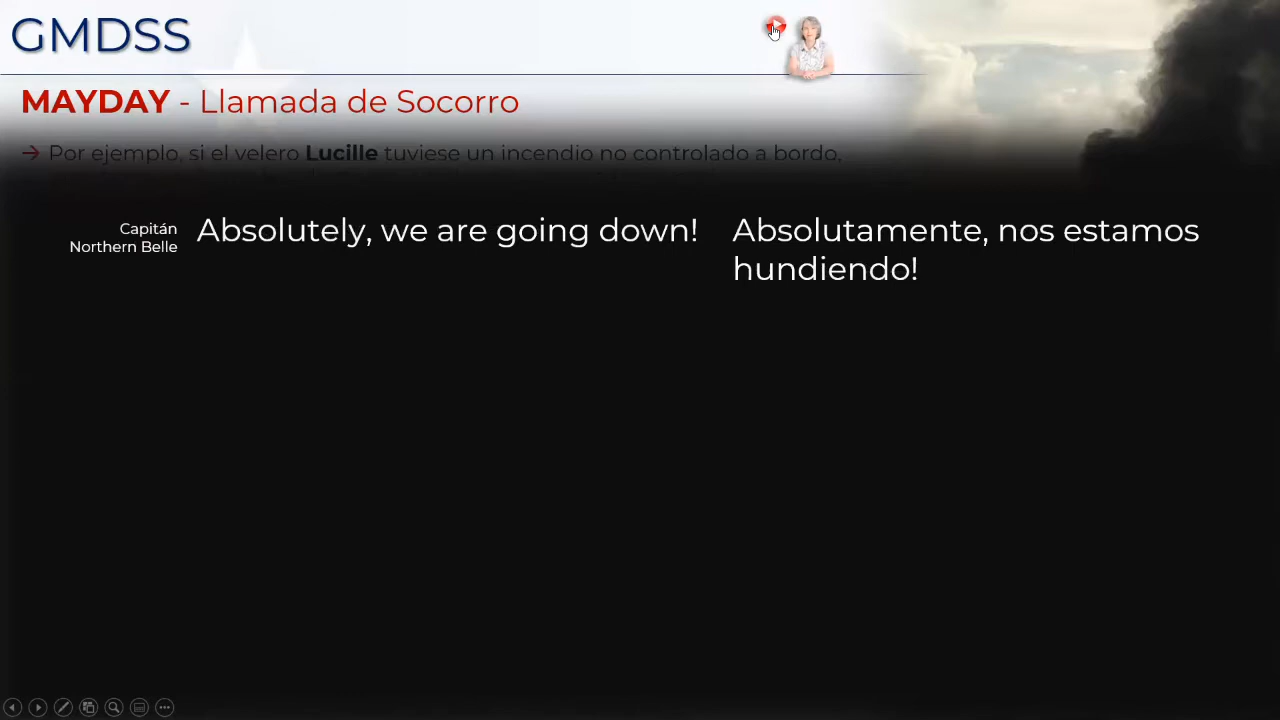 GMDSS
MAYDAY - Llamada de Socorro
→ Por ejemplo, si el velero Lucille tuviese un incendio no controlado a bordo,
Capitán
Northern Belle
Absolutely, we are going down!
Absolutamente, nos estamos
hundiendo!